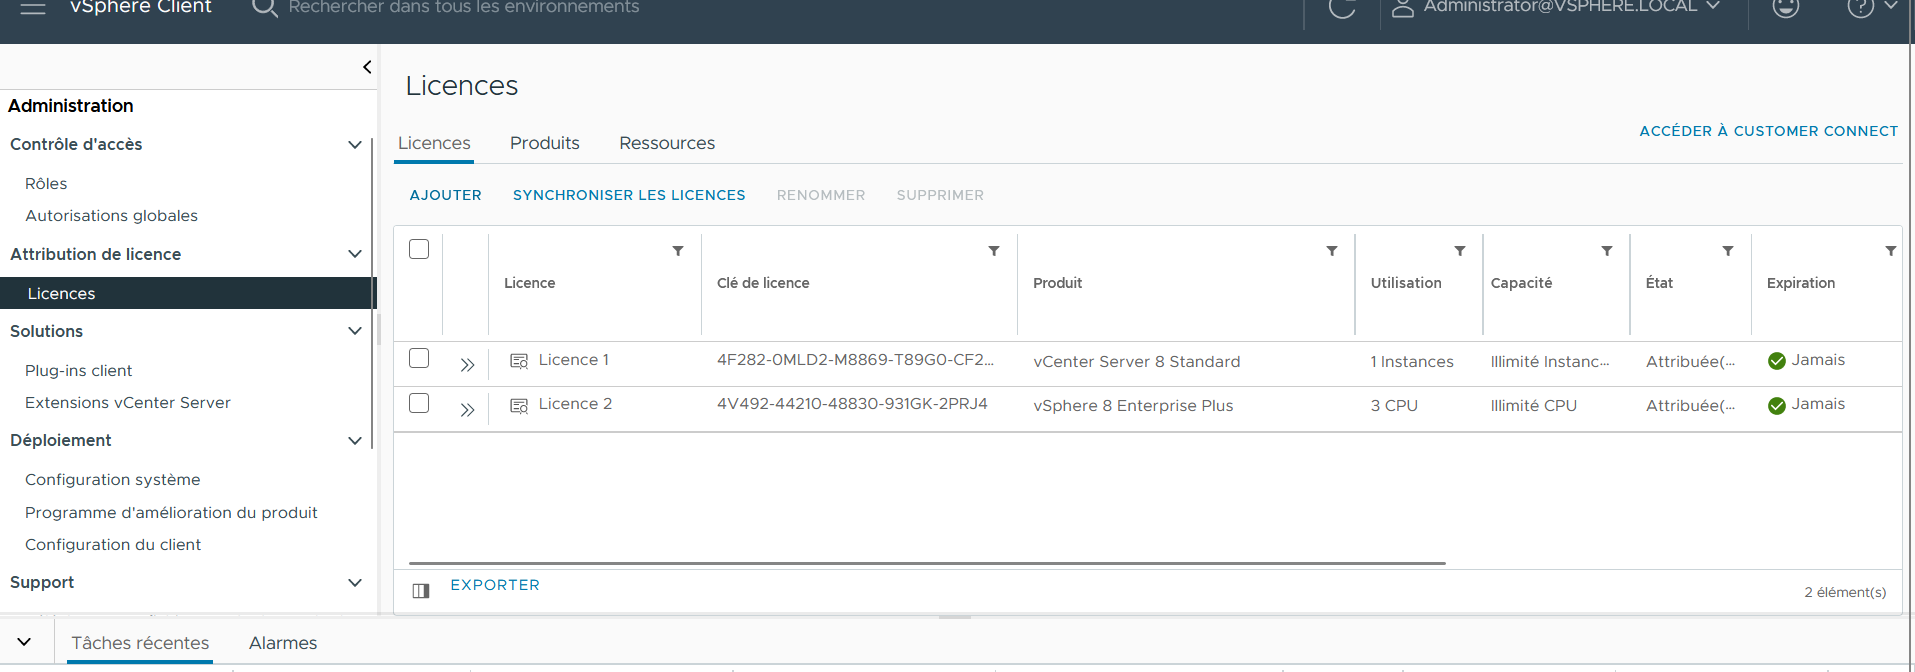 vSphere Client
Rechercher dans tous les environnements
Administrator@VSPHERE.LOCAL
Administration
Contrôle d'accès
Rôles
Autorisations globales
Attribution de licence
Licences
Solutions
Plug-ins client
Extensions vCenter Server
Déploiement
Configuration système
Programme d'amélioration du produit
Configuration du client
Support
Licences
ACCÉDER À CUSTOMER CONNECT
Licences Produits Ressources
AJOUTER SYNCHRONISER LES LICENCES RENOMMER SUPPRIMER
Licence Clé de licence Produit Utilisation Capacité État Expiration
Licence 1 4F282-0MLD2-M8869-T89G0-CF2... vCenter Server 8 Standard 1 Instances Illimité Instanc... Attribuée(... Jamais
Licence 2 4V492-44210-48830-931GK-2PRJ4 vSphere 8 Enterprise Plus 3 CPU Illimité CPU Attribuée(... Jamais
EXPORTER
2 élément(s)
Tâches récentes Alarmes